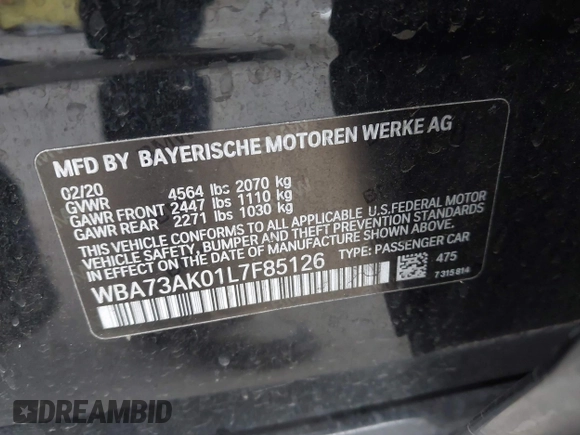 MFD BY BAYERISCHE MOTOREN WERKE AG
02/20
GVWR 4564 lbs 2070 kg
GAWR FRONT 2447 lbs 1110 kg
GAWR REAR 2271 lbs 1030 kg
THIS VEHICLE CONFORMS TO ALL APPLICABLE U.S.FEDERAL MOTOR
VEHICLE SAFETY, BUMPER AND THEFT PREVENTION STANDARDS
IN EFFECT ON THE DATE OF MANUFACTURE SHOWN ABOVE.
WBA73AK01L7F85126 TYPE: PASSENGER CAR
475
7315814
DREAMBID